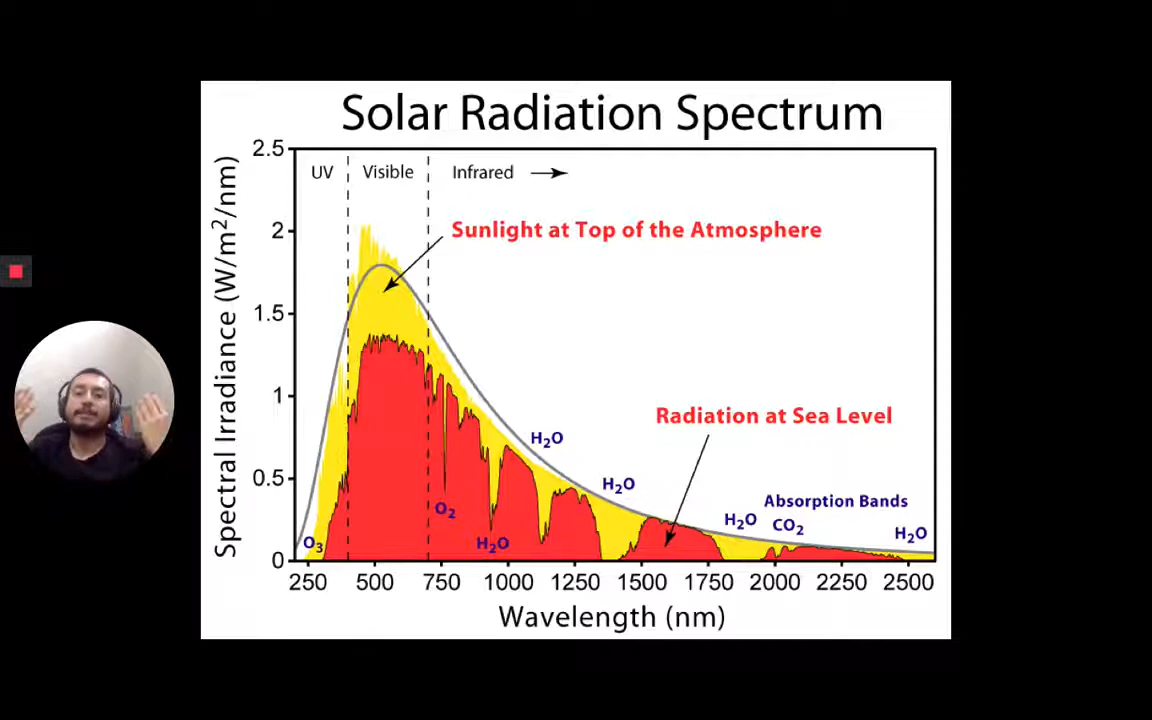 Solar Radiation Spectrum
UV
Visible
Infrared
Sunlight at Top of the Atmosphere
Radiation at Sea Level
H₂O
H₂O
Absorption Bands
H₂O
CO₂
H₂O
O₂
O₃
H₂O
Spectral Irradiance (W/m²/nm)
2.5
2
1.5
1
0.5
0
250 500 750 1000 1250 1500 1750 2000 2250 2500
Wavelength (nm)